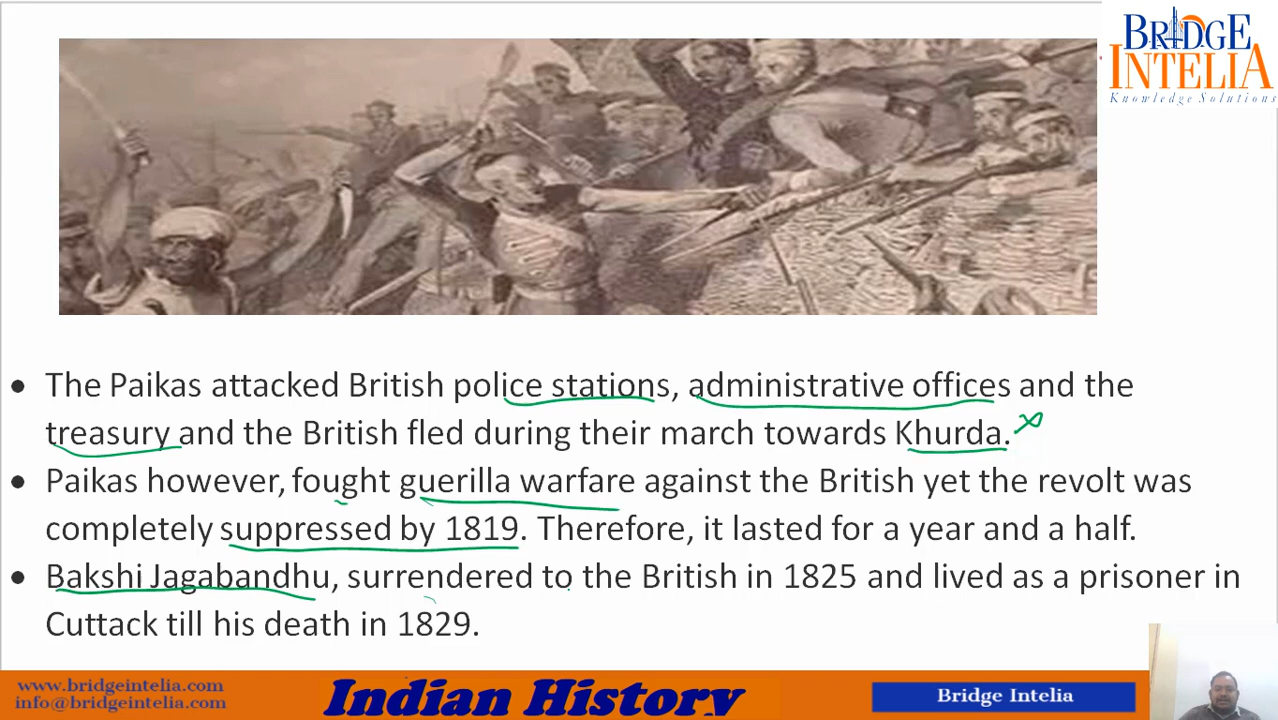 BRIDGE
INTELIA
Knowledge Solutions
• The Paikas attacked British police stations, administrative offices and the
treasury and the British fled during their march towards Khurda.
• Paikas however, fought guerilla warfare against the British yet the revolt was
completely suppressed by 1819. Therefore, it lasted for a year and a half.
• Bakshi Jagabandhu, surrendered to the British in 1825 and lived as a prisoner in
Cuttack till his death in 1829.
www.bridgeintelia.com
info@bridgeintelia.com
Indian History
Bridge Intelia